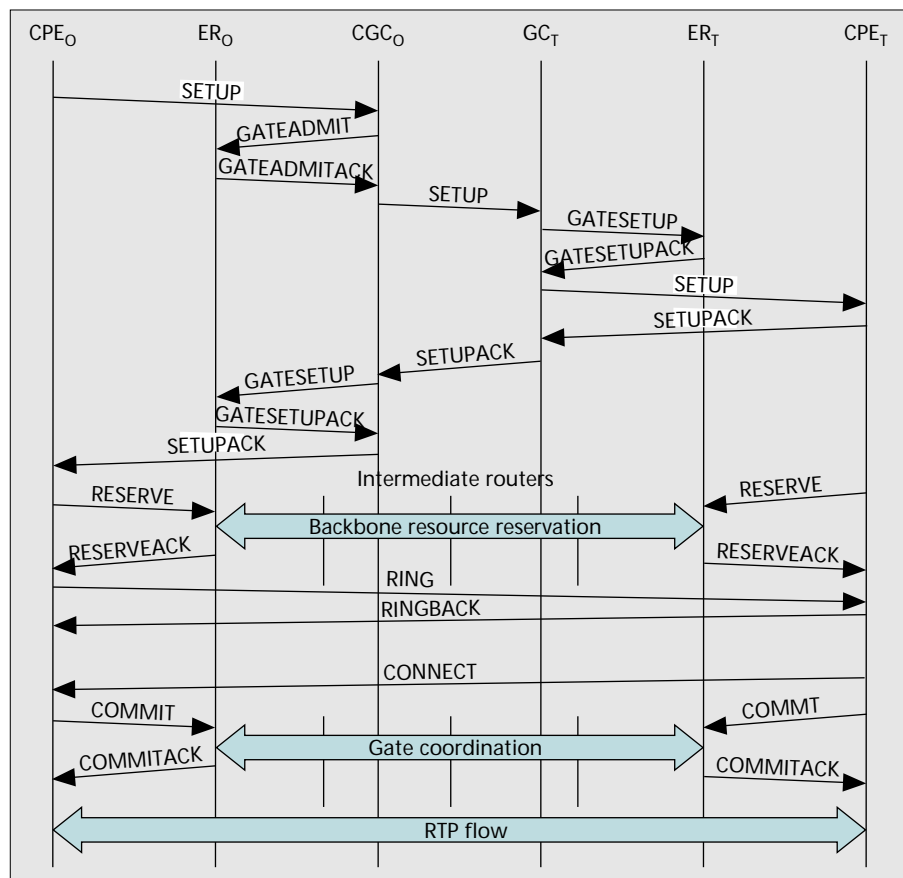 CPEO ERO CGCO GCT ERT CPET
SETUP
GATEADMIT
GATEADMITACK
SETUP
GATESETUP
GATESETUPACK
SETUP
SETUPACK
SETUPACK
GATESETUP
GATESETUPACK
SETUPACK
Intermediate routers
RESERVE
RESERVE
Backbone resource reservation
RESERVEACK
RESERVEACK
RING
RINGBACK
CONNECT
COMMIT
COMMT
Gate coordination
COMMITACK
COMMITACK
RTP flow